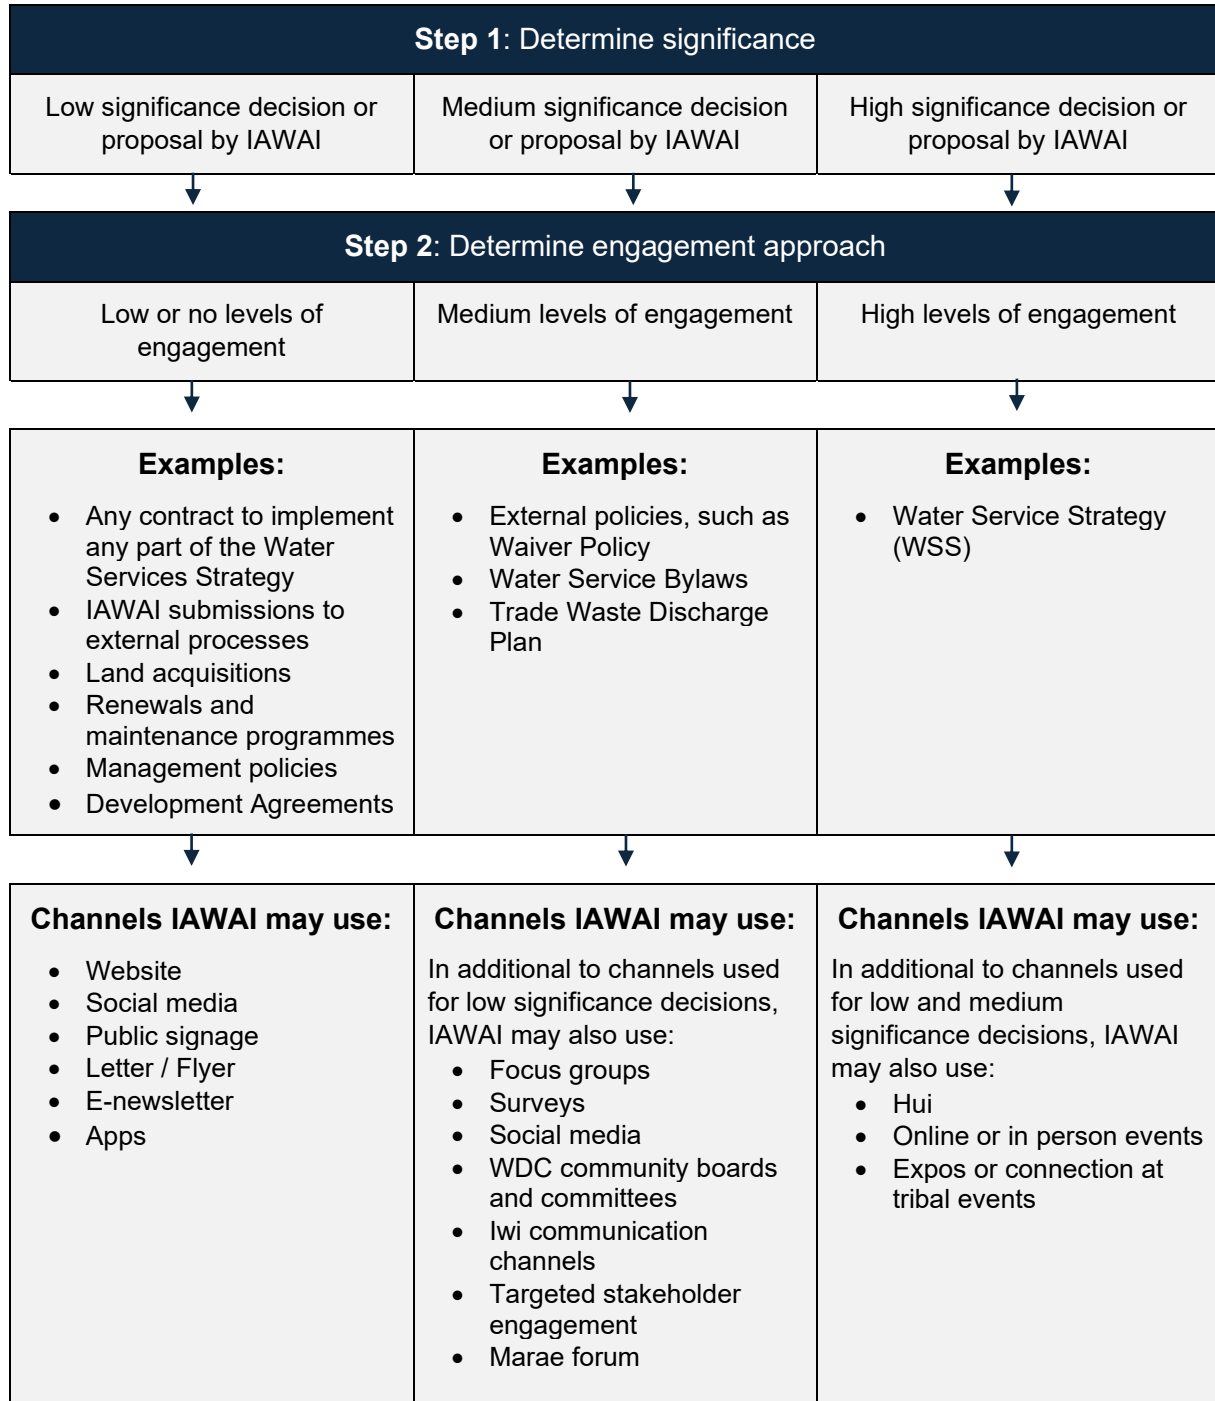 Step 1: Determine significance
Low significance decision or
proposal by IAWAI
Medium significance decision
or proposal by IAWAI
High significance decision or
proposal by IAWAI
Step 2: Determine engagement approach
Low or no levels of
engagement
Medium levels of engagement
High levels of engagement
Examples:
• Any contract to implement
any part of the Water
Services Strategy
• IAWAI submissions to
external processes
• Land acquisitions
• Renewals and
maintenance programmes
• Management policies
• Development Agreements
Examples:
• External policies, such as
Waiver Policy
• Water Service Bylaws
• Trade Waste Discharge
Plan
Examples:
• Water Service Strategy
(WSS)
Channels IAWAI may use:
• Website
• Social media
• Public signage
• Letter / Flyer
• E-newsletter
• Apps
Channels IAWAI may use:
In additional to channels used
for low significance decisions,
IAWAI may also use:
• Focus groups
• Surveys
• Social media
• WDC community boards
and committees
• Iwi communication
channels
• Targeted stakeholder
engagement
• Marae forum
Channels IAWAI may use:
In additional to channels used
for low and medium
significance decisions, IAWAI
may also use:
• Hui
• Online or in person events
• Expos or connection at
tribal events